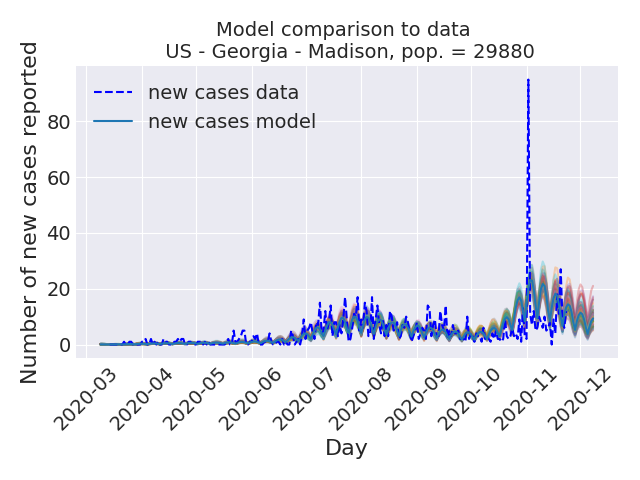 Model comparison to data
US - Georgia - Madison, pop. = 29880
Number of new cases reported
new cases data
new cases model
80
60
40
20
0
2020-03
2020-04
2020-05
2020-06
2020-07
2020-08
2020-09
2020-10
2020-11
2020-12
Day